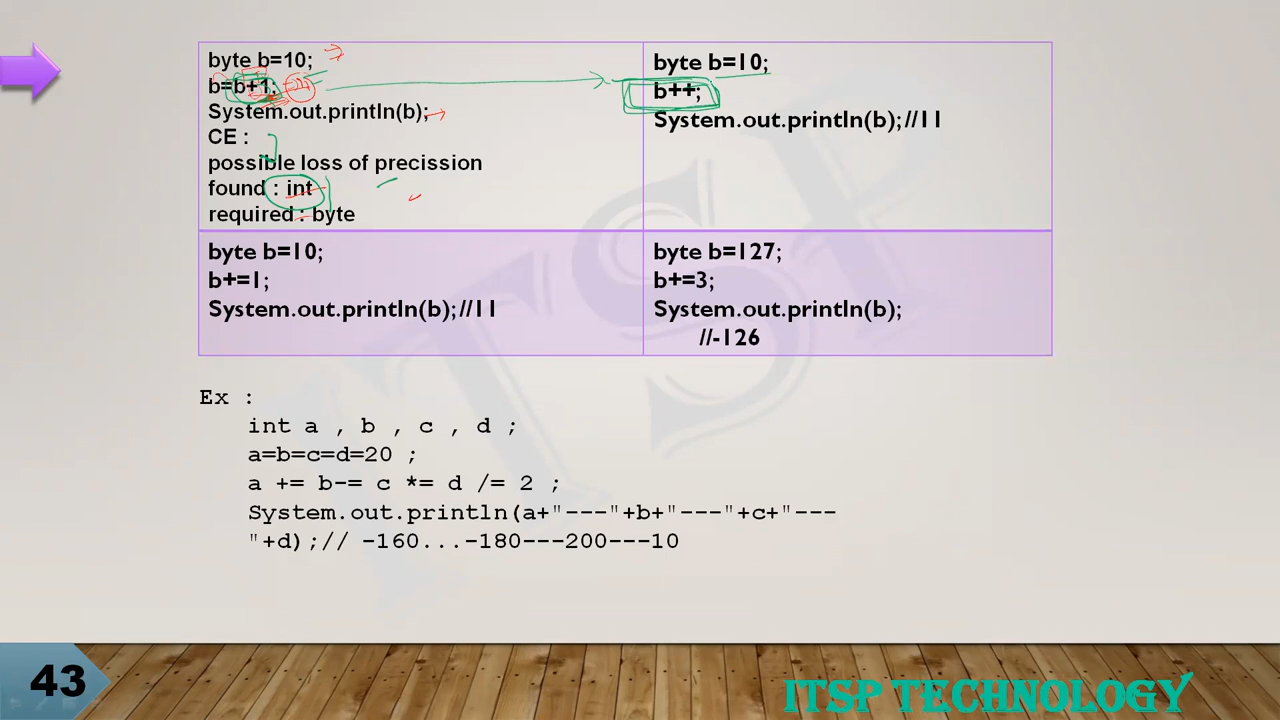 byte b=10;
b=b+1;
System.out.println(b);
CE :
possible loss of precission
found : int
required : byte
byte b=10;
b++;
System.out.println(b);//11
byte b=10;
b+=1;
System.out.println(b);//11
byte b=127;
b+=3;
System.out.println(b);
//-126
Ex :
int a , b , c , d ;
a=b=c=d=20 ;
a += b-= c *= d /= 2 ;
System.out.println(a+"---"+b+"---"+c+"---
"+d);// -160...-180---200---10
43
ITSP TECHNOLOGY
ITSP